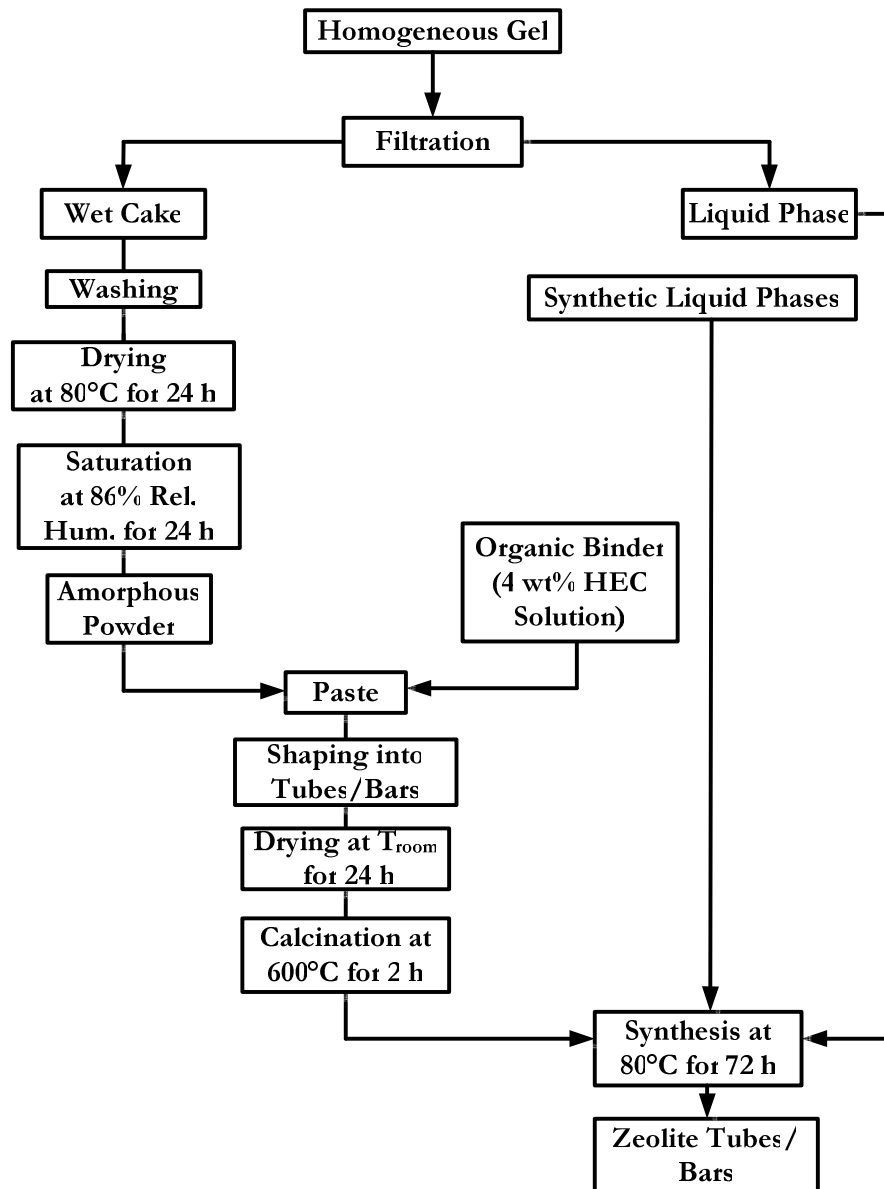 Homogeneous Gel
Filtration
Wet Cake
Liquid Phase
Washing
Synthetic Liquid Phases
Drying
at 80°C for 24 h
Saturation
at 86% Rel.
Hum. for 24 h
Organic Binder
(4 wt% HEC
Solution)
Amorphous
Powder
Paste
Shaping into
Tubes/Bars
Drying at Troom
for 24 h
Calcination at
600°C for 2 h
Synthesis at
80°C for 72 h
Zeolite Tubes/
Bars